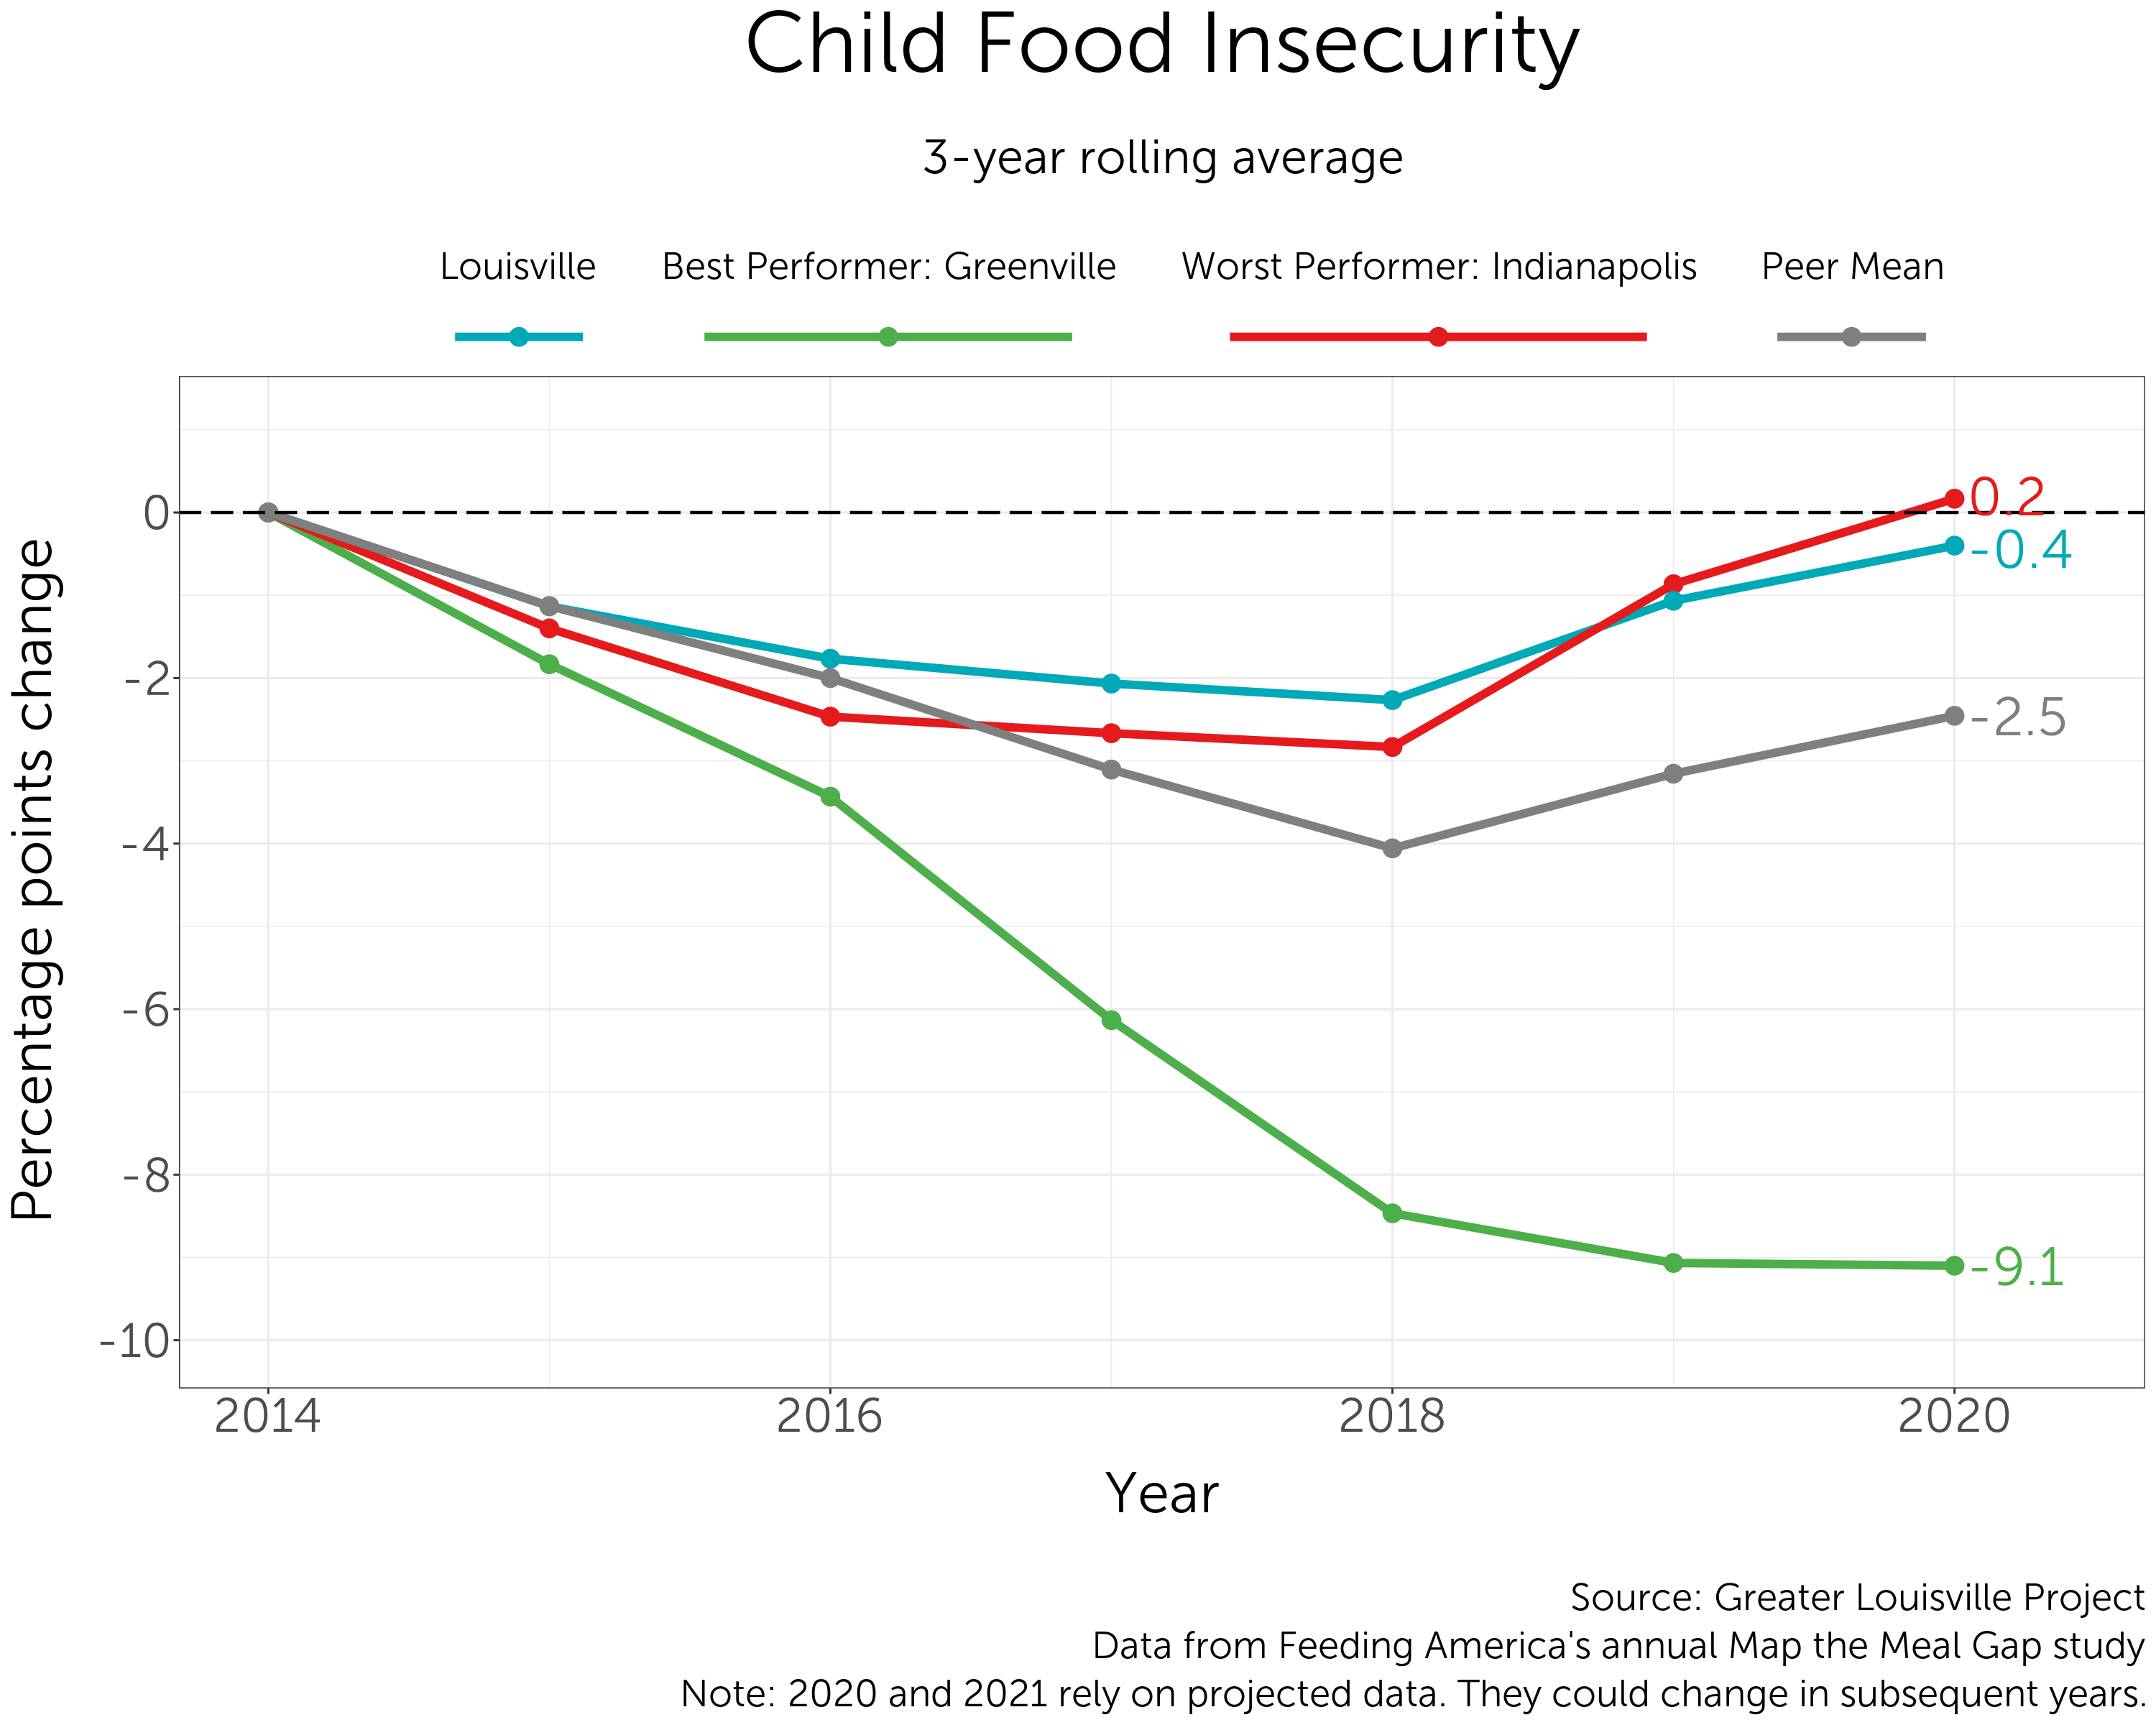 Child Food Insecurity
3-year rolling average
Louisville Best Performer: Greenville Worst Performer: Indianapolis Peer Mean
Percentage points change
0
-2
-4
-6
-8
-10
0.2
-0.4
-2.5
-9.1
2014 2016 2018 2020
Year
Source: Greater Louisville Project
Data from Feeding America's annual Map the Meal Gap study
Note: 2020 and 2021 rely on projected data. They could change in subsequent years.